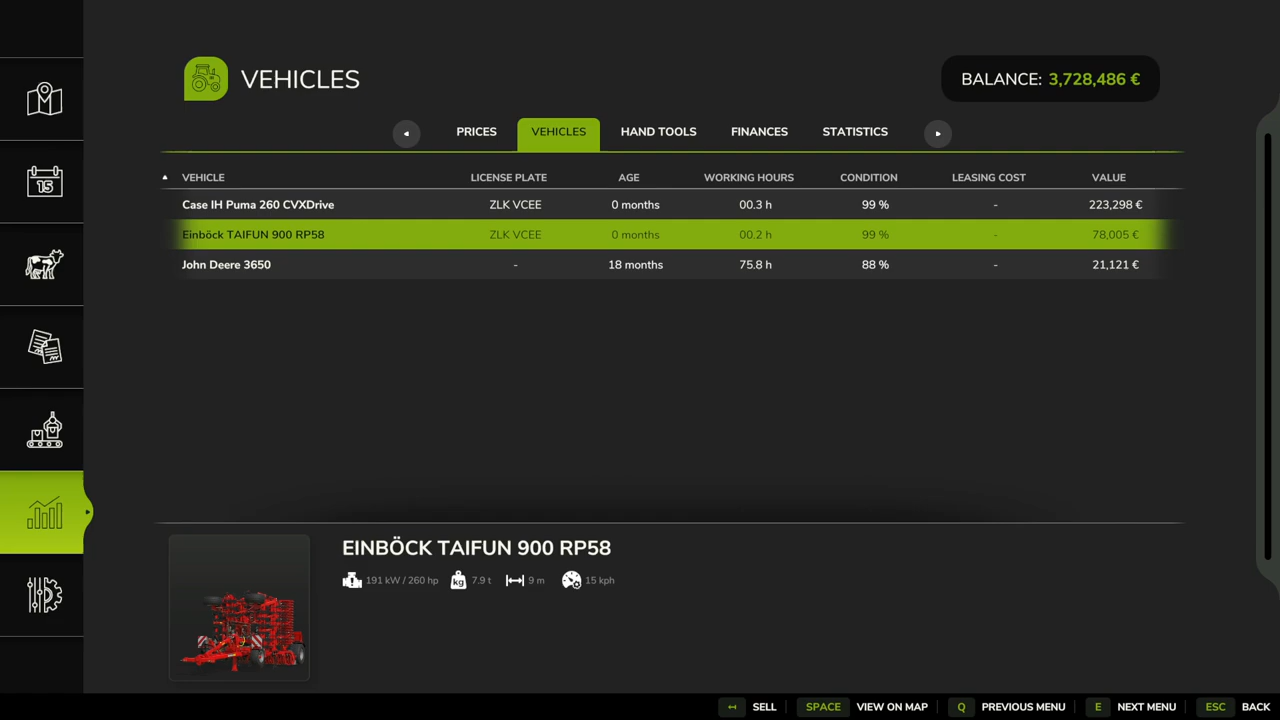 VEHICLES
BALANCE: 3,728,486 €
PRICES VEHICLES HAND TOOLS FINANCES STATISTICS
VEHICLE LICENSE PLATE AGE WORKING HOURS CONDITION LEASING COST VALUE
Case IH Puma 260 CVXDrive ZLK VCEE 0 months 00.3 h 99 % - 223,298 €
Einböck TAIFUN 900 RP58 ZLK VCEE 0 months 00.2 h 99 % - 78,005 €
John Deere 3650 - 18 months 75.8 h 88 % - 21,121 €
15
EINBÖCK TAIFUN 900 RP58
191 kW / 260 hp kg 7.9 t 9 m 15 kph
SELL SPACE VIEW ON MAP Q PREVIOUS MENU E NEXT MENU ESC BACK